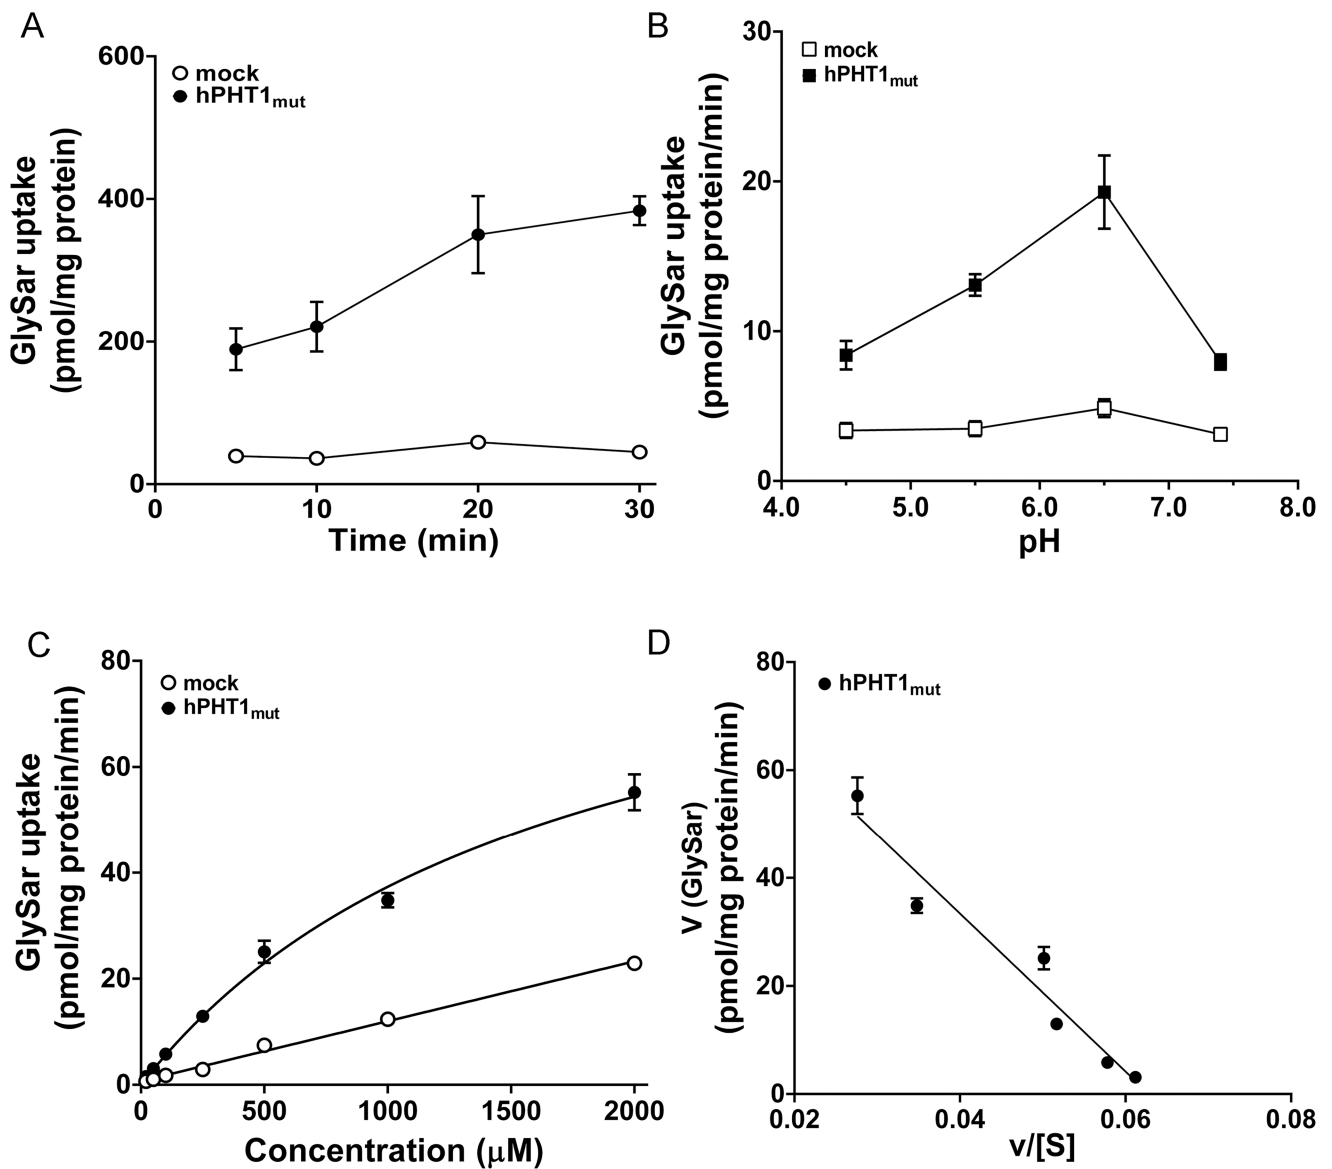 A
GlySar uptake
(pmol/mg protein)
600
400
200
0
mock
hPHT1mut
0
10
20
30
Time (min)
B
GlySar uptake
(pmol/mg protein/min)
30
20
10
0
mock
hPHT1mut
4.0
5.0
6.0
7.0
8.0
pH
C
GlySar uptake
(pmol/mg protein/min)
80
60
40
20
0
mock
hPHT1mut
0
500
1000
1500
2000
Concentration (μM)
D
V (GlySar)
(pmol/mg protein/min)
80
60
40
20
0
hPHT1mut
0.02
0.04
0.06
0.08
v/[S]